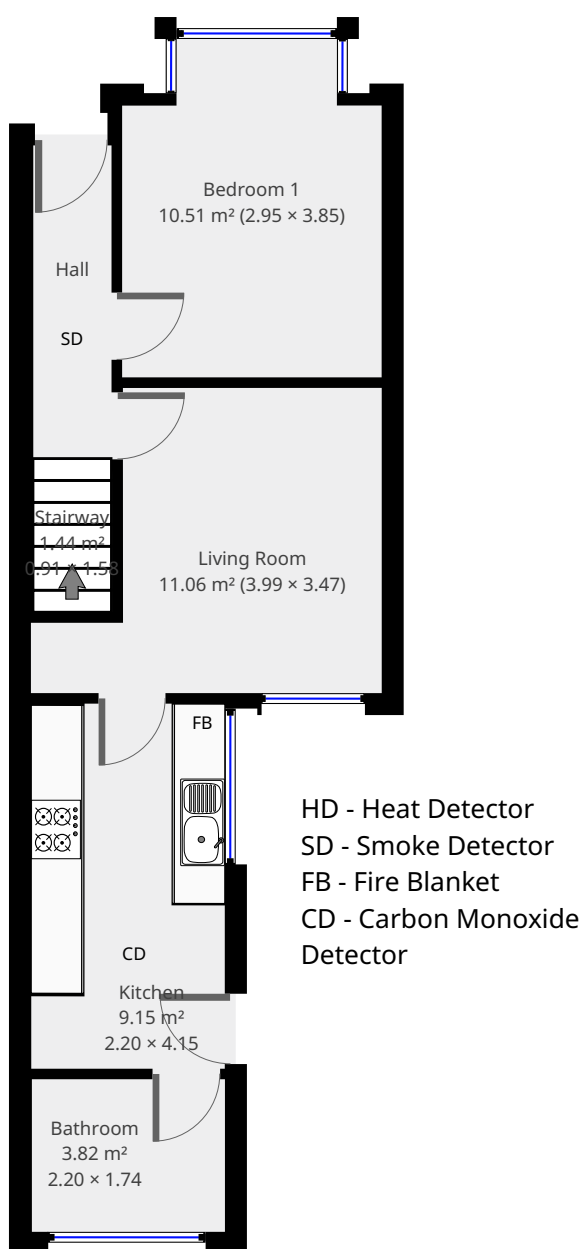 Bedroom 1
10.51 m² (2.95 × 3.85)
Hall
SD
Stairway
1.44 m²
0.91 × 1.58
Living Room
11.06 m² (3.99 × 3.47)
FB
HD - Heat Detector
SD - Smoke Detector
FB - Fire Blanket
CD - Carbon Monoxide
Detector
CD
Kitchen
9.15 m²
2.20 × 4.15
Bathroom
3.82 m²
2.20 × 1.74